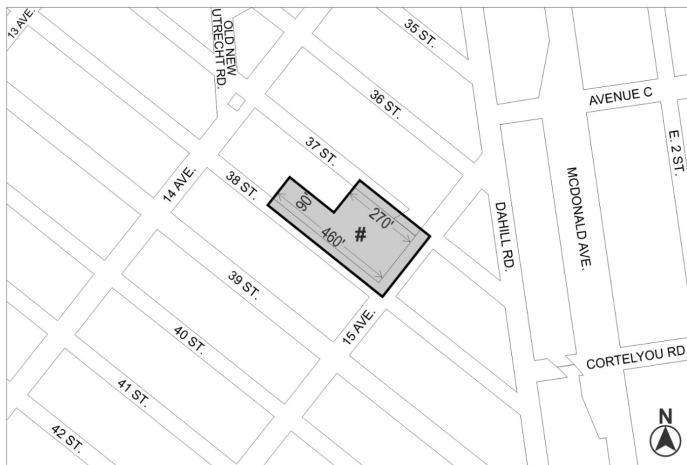 13 AVE.
OLD NEW
UTRECHT RD.
35 ST.
36 ST.
AVENUE C
E. 2 ST.
37 ST.
14 AVE.
38 ST.
90'
270'
460'
#
DAHILL RD.
MCDONALD AVE.
39 ST.
15 AVE.
40 ST.
CORTELYOU RD
41 ST.
42 ST.
N